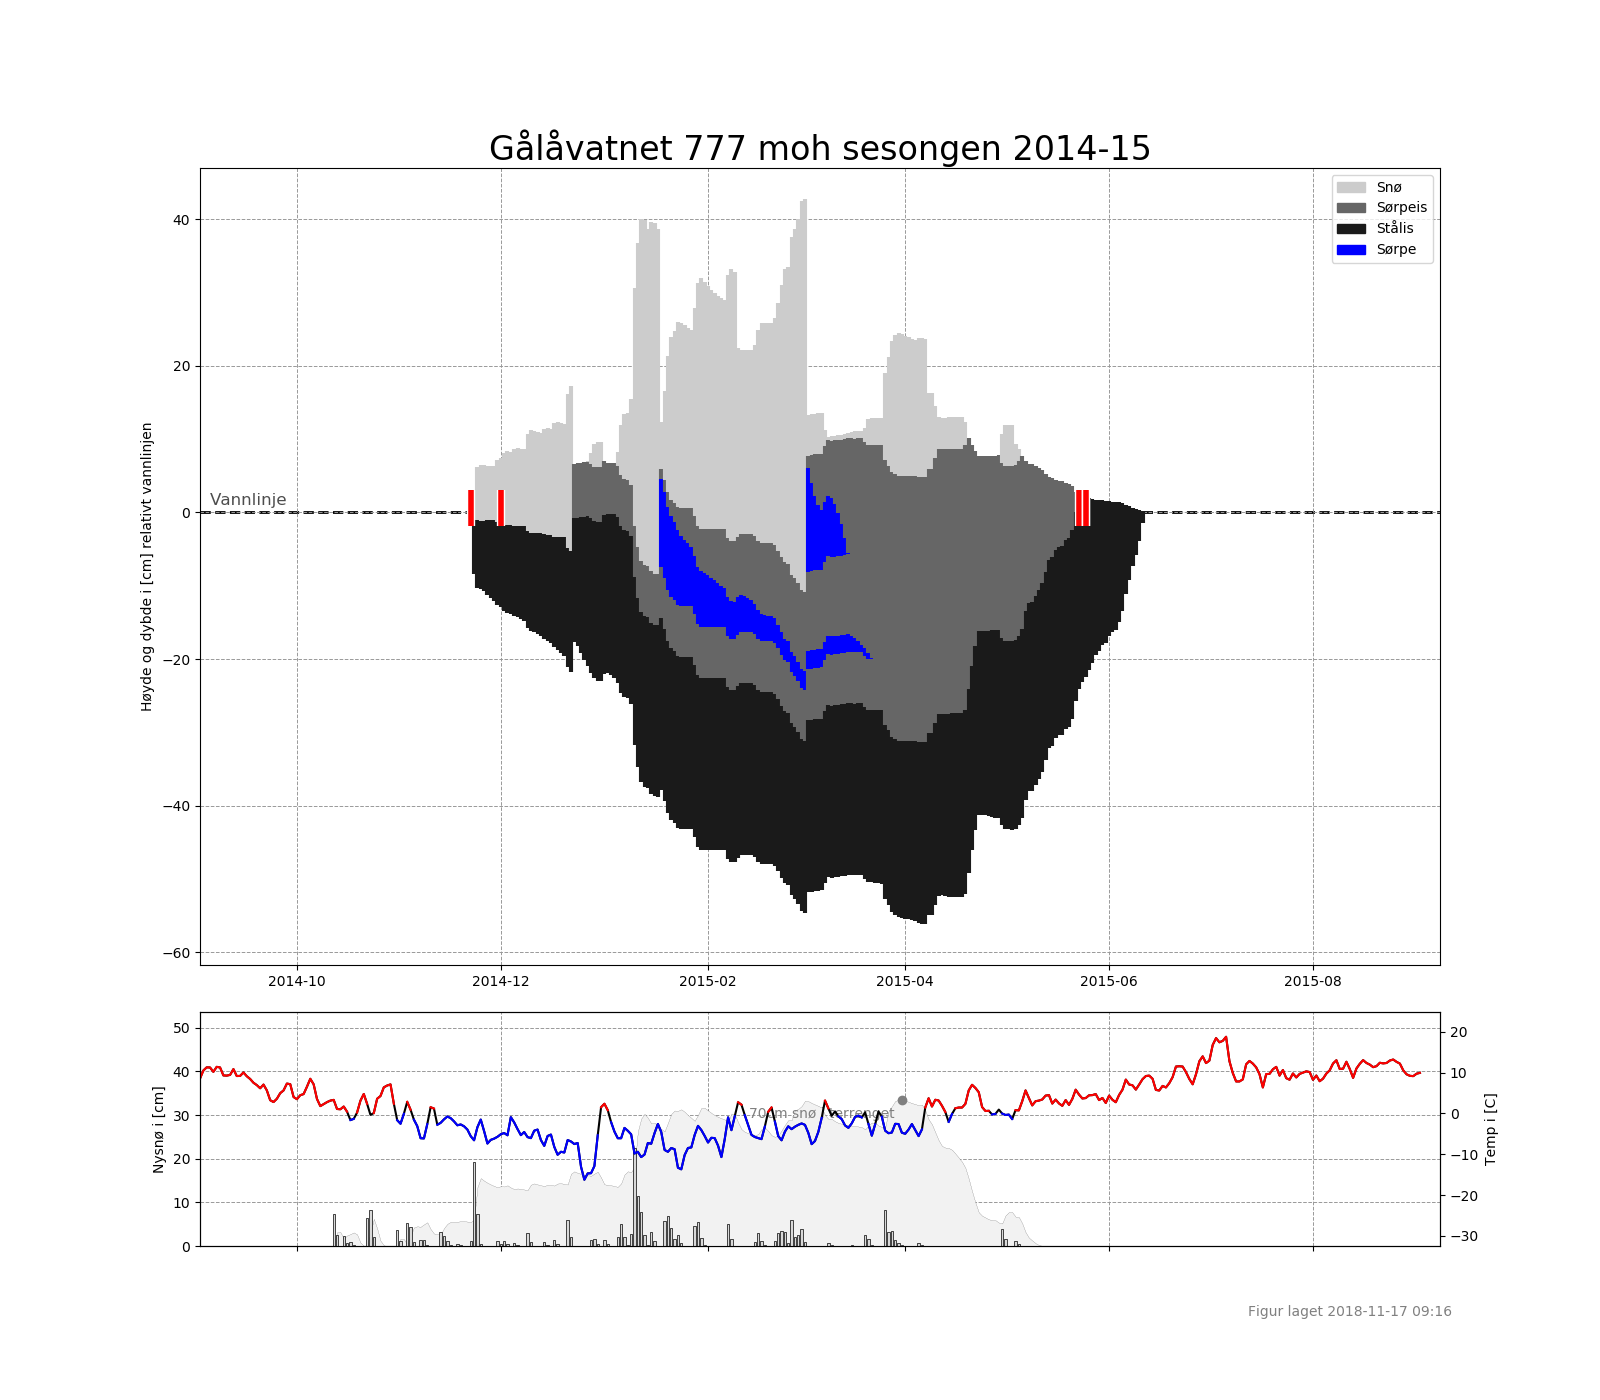 Gålåvatnet 777 moh sesongen 2014-15
Snø
Sørpeis
Stålis
Sørpe
Høyde og dybde i [cm] relativt vannlinjen
40
20
0
−20
−40
−60
Vannlinje
2014-10 2014-12 2015-02 2015-04 2015-06 2015-08
Nysnø i [cm]
50
40
30
20
10
0
70cm snø i terrenget
20
10
0
−10
−20
−30
Temp i [C]
Figur laget 2018-11-17 09:16